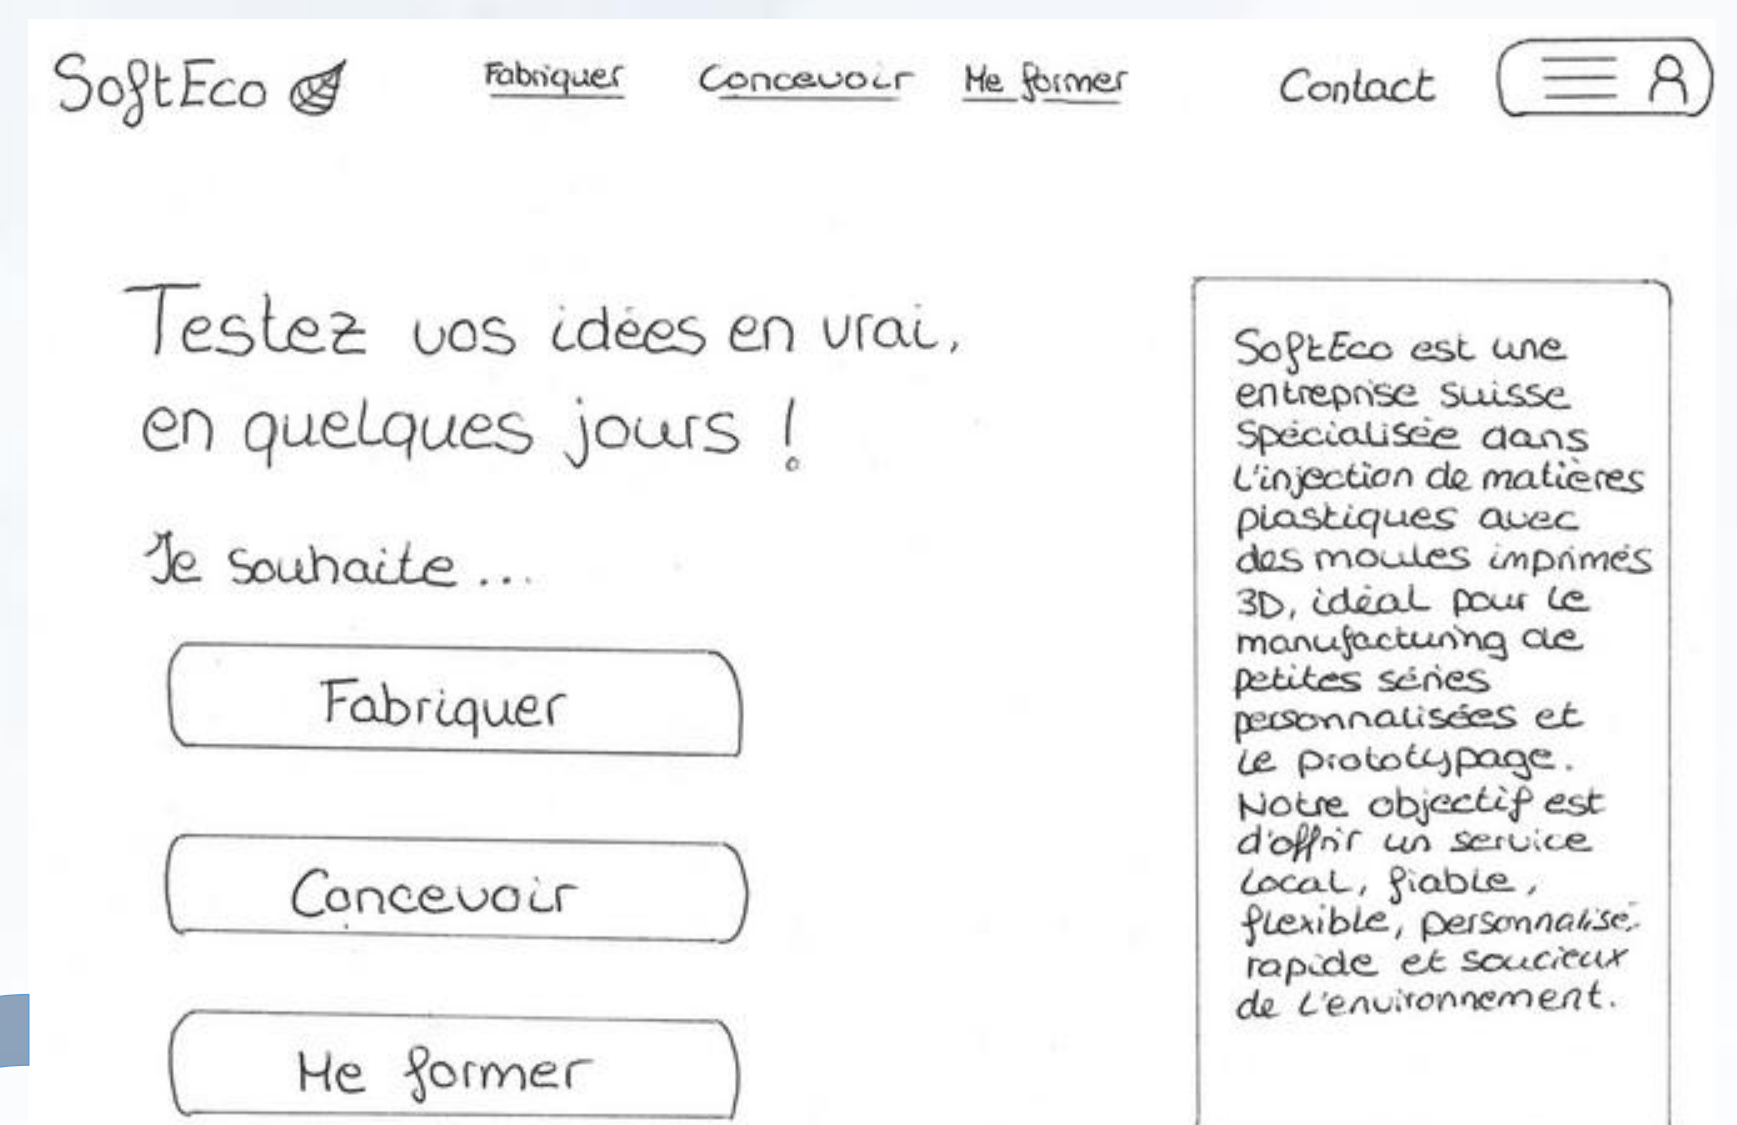 SoftEco
Fabriquer
Concevoir
Me former
Contact
Testez vos idées en vrai,
en quelques jours !
Je souhaite...
Fabriquer
Concevoir
Me former
SoftEco est une
entreprise suisse
spécialisée dans
l'injection de matières
plastiques avec
des moules imprimés
3D, idéal pour le
manufacturing de
petites séries
personnalisées et
le prototypage.
Notre objectif est
d'offrir un service
local, fiable,
flexible, personnalisé,
rapide et soucieux
de l'environnement.